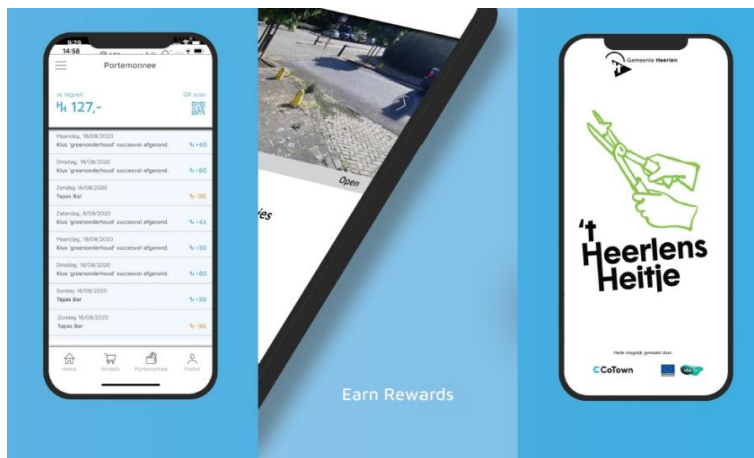 14:58
Portemonnee
Je tegoed
QR scan
127,-
Maandag, 18/08/2020
Klus 'groenonderhoud' succesvol afgerond.
+40
Dinsdag, 18/08/2020
Klus 'groenonderhoud' succesvol afgerond.
+80
Zondag 16/08/2020
Tapas Bar
-30
Zaterdag, 8/08/2020
Klus 'groenonderhoud' succesvol afgerond.
Maandag, 18/08/2020
Klus 'groenonderhoud' succesvol afgerond.
+30
Dinsdag, 18/08/2020
Klus 'groenonderhoud' succesvol afgerond.
+80
Sunday 16/08/2020
Tapas Bar
Zondag 16/08/2020
Tapas Bar
-30
Home
Winkels
Portemonnee
Profiel
Open
Earn Rewards
Gemeente Heerlen
't
Heerlens
Heitje
Mede mogelijk gemaakt door:
CoTown